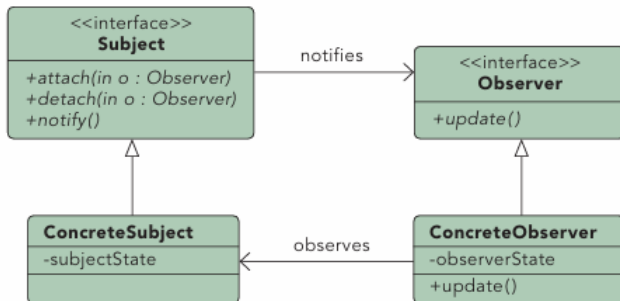 <<interface>>
Subject
+attach(in o : Observer)
+detach(in o : Observer)
+notify()
notifies
<<interface>>
Observer
+update()
ConcreteSubject
-subjectState
observes
ConcreteObserver
-observerState
+update()